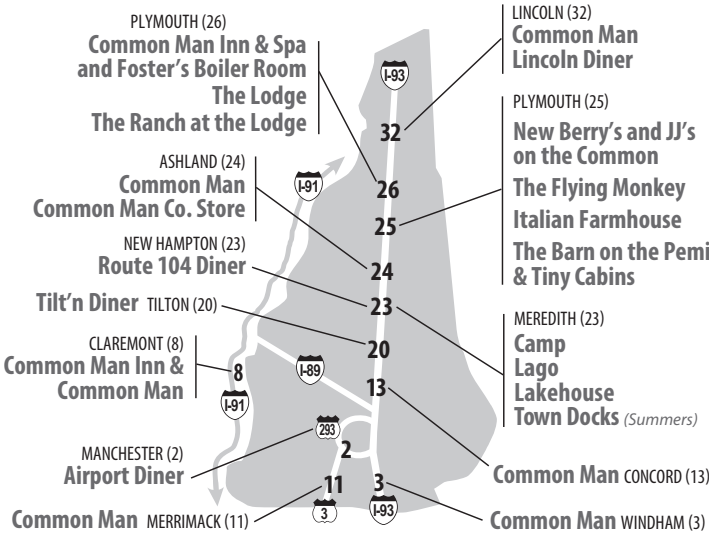 PLYMOUTH (26)
Common Man Inn & Spa
and Foster's Boiler Room
The Lodge
The Ranch at the Lodge
ASHLAND (24)
Common Man
Common Man Co. Store
NEW HAMPTON (23)
Route 104 Diner
Tilt'n Diner TILTON (20)
CLAREMONT (8)
Common Man Inn &
Common Man
MANCHESTER (2)
Airport Diner
Common Man MERRIMACK (11)
I-93
32
I-91
26
25
24
23
20
8
I-89
I-91
13
293
2
11
3
3
I-93
LINCOLN (32)
Common Man
Lincoln Diner
PLYMOUTH (25)
New Berry's and JJ's
on the Common
The Flying Monkey
Italian Farmhouse
The Barn on the Pemi
& Tiny Cabins
MEREDITH (23)
Camp
Lago
Lakehouse
Town Docks (Summers)
Common Man CONCORD (13)
Common Man WINDHAM (3)